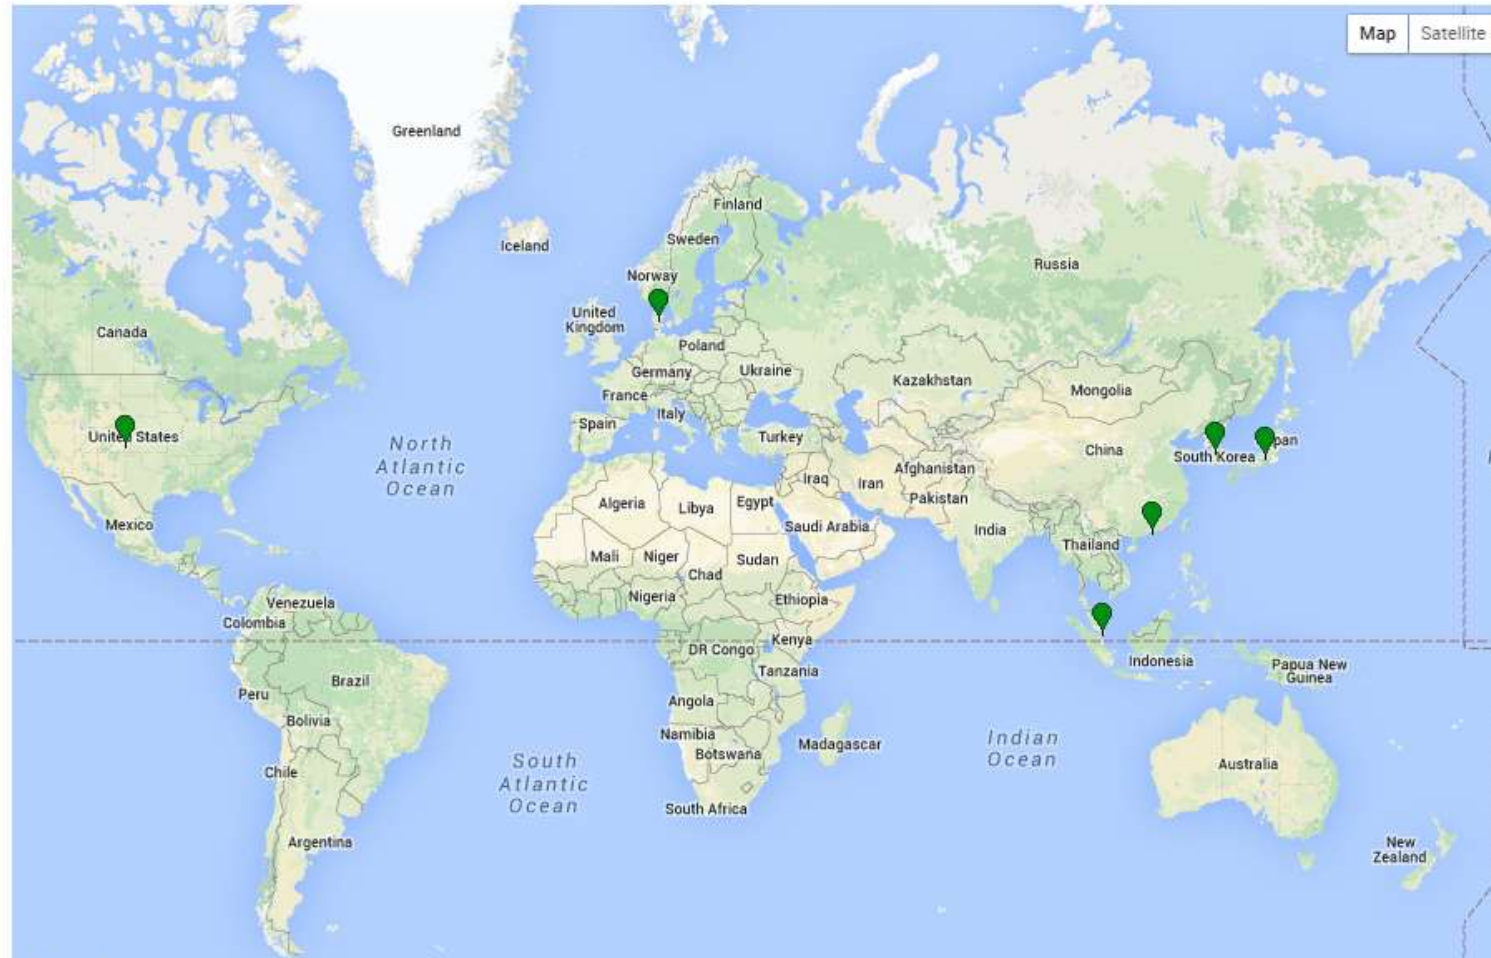 Map
Satellite
Greenland
Finland
Iceland
Sweden
Norway
Russia
United
Kingdom
Canada
Poland
Germany
Ukraine
Kazakhstan
Mongolia
France
Italy
Spain
United States
Turkey
China
South Korea
pan
North
Atlantic
Ocean
Iraq
Iran
Afghanistan
Pakistan
Algeria
Libya
Egypt
Saudi Arabia
Mexico
India
Thailand
Mali
Niger
Sudan
Chad
Nigeria
Ethiopia
Venezuela
Colombia
DR Congo
Kenya
Tanzania
Indonesia
Papua New
Guinea
Peru
Brazil
Angola
Bolivia
Namibia
Botswana
Madagascar
Indian
Ocean
South
Atlantic
Ocean
Chile
Australia
South Africa
Argentina
New
Zealand